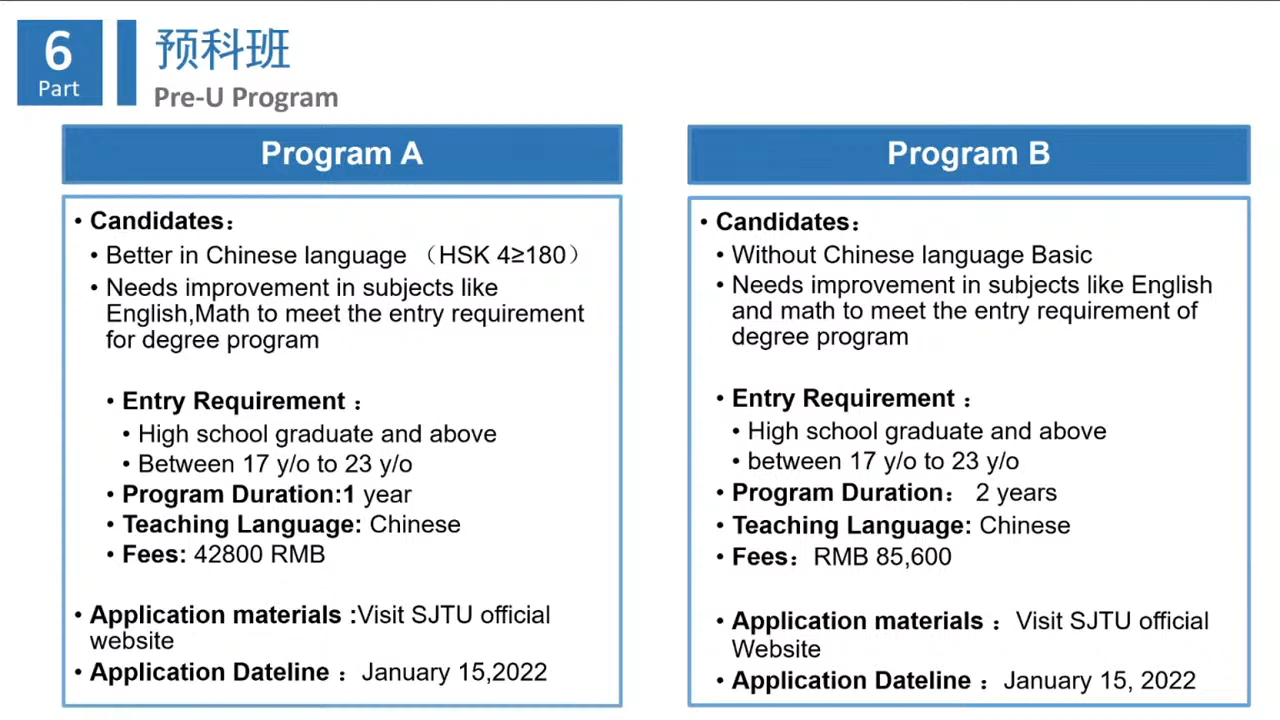 6
Part
预科班
Pre-U Program
Program A
• Candidates：
• Better in Chinese language （HSK 4≥180）
• Needs improvement in subjects like
English,Math to meet the entry requirement
for degree program
• Entry Requirement ：
• High school graduate and above
• Between 17 y/o to 23 y/o
• Program Duration:1 year
• Teaching Language: Chinese
• Fees: 42800 RMB
• Application materials :Visit SJTU official
website
• Application Dateline ：January 15,2022
Program B
• Candidates：
• Without Chinese language Basic
• Needs improvement in subjects like English
and math to meet the entry requirement of
degree program
• Entry Requirement ：
• High school graduate and above
• between 17 y/o to 23 y/o
• Program Duration： 2 years
• Teaching Language: Chinese
• Fees：RMB 85,600
• Application materials ：Visit SJTU official
Website
• Application Dateline ：January 15, 2022